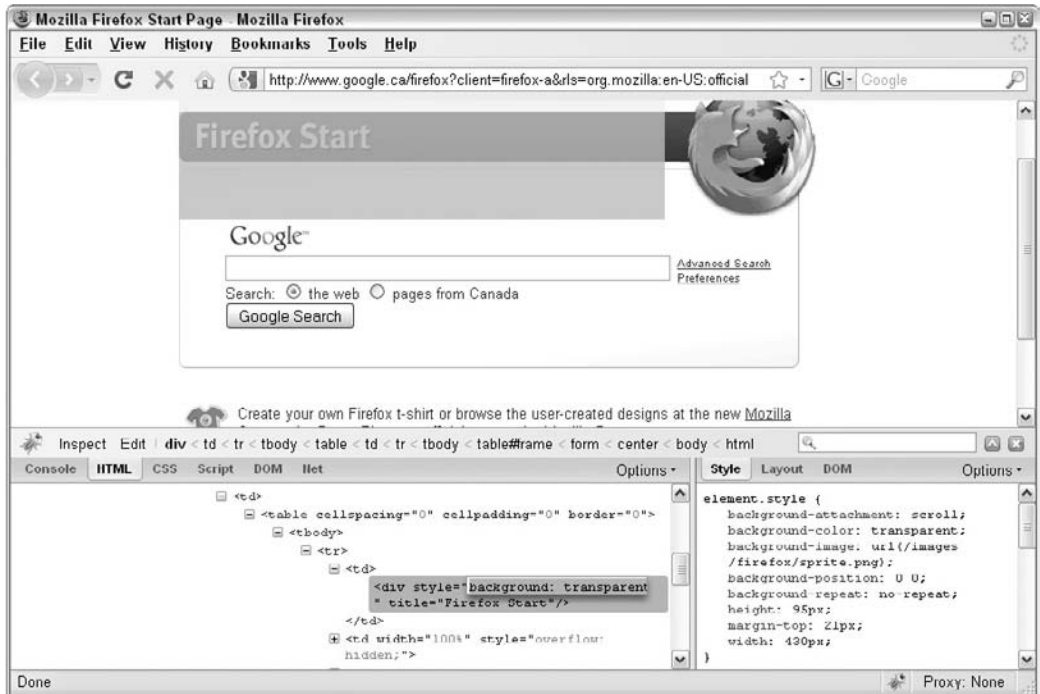 Mozilla Firefox Start Page - Mozilla Firefox
File Edit View History Bookmarks Tools Help
http://www.google.ca/firefox?client=firefox-a&rls=org.mozilla:en-US:official
G Google
Firefox Start
Google™
Advanced Search
Preferences
Search: the web pages from Canada
Google Search
Create your own Firefox t-shirt or browse the user-created designs at the new Mozilla
Inspect Edit div < td < tr < tbody < table < td < tr < tbody < table#frame < form < center < body < html
Console HTML CSS Script DOM Net Options
Style Layout DOM Options
<td>
<table cellspacing="0" cellpadding="0" border="0">
<tbody>
<tr>
<td>
<div style="background: transparent
" title="Firefox Start"/>
</td>
<td width="100%" style="overflow:
hidden;">
element.style {
background-attachment: scroll;
background-color: transparent;
background-image: url(/images
/firefox/sprite.png);
background-position: 0 0;
background-repeat: no-repeat;
height: 95px;
margin-top: 21px;
width: 430px;
}
Done
Proxy: None